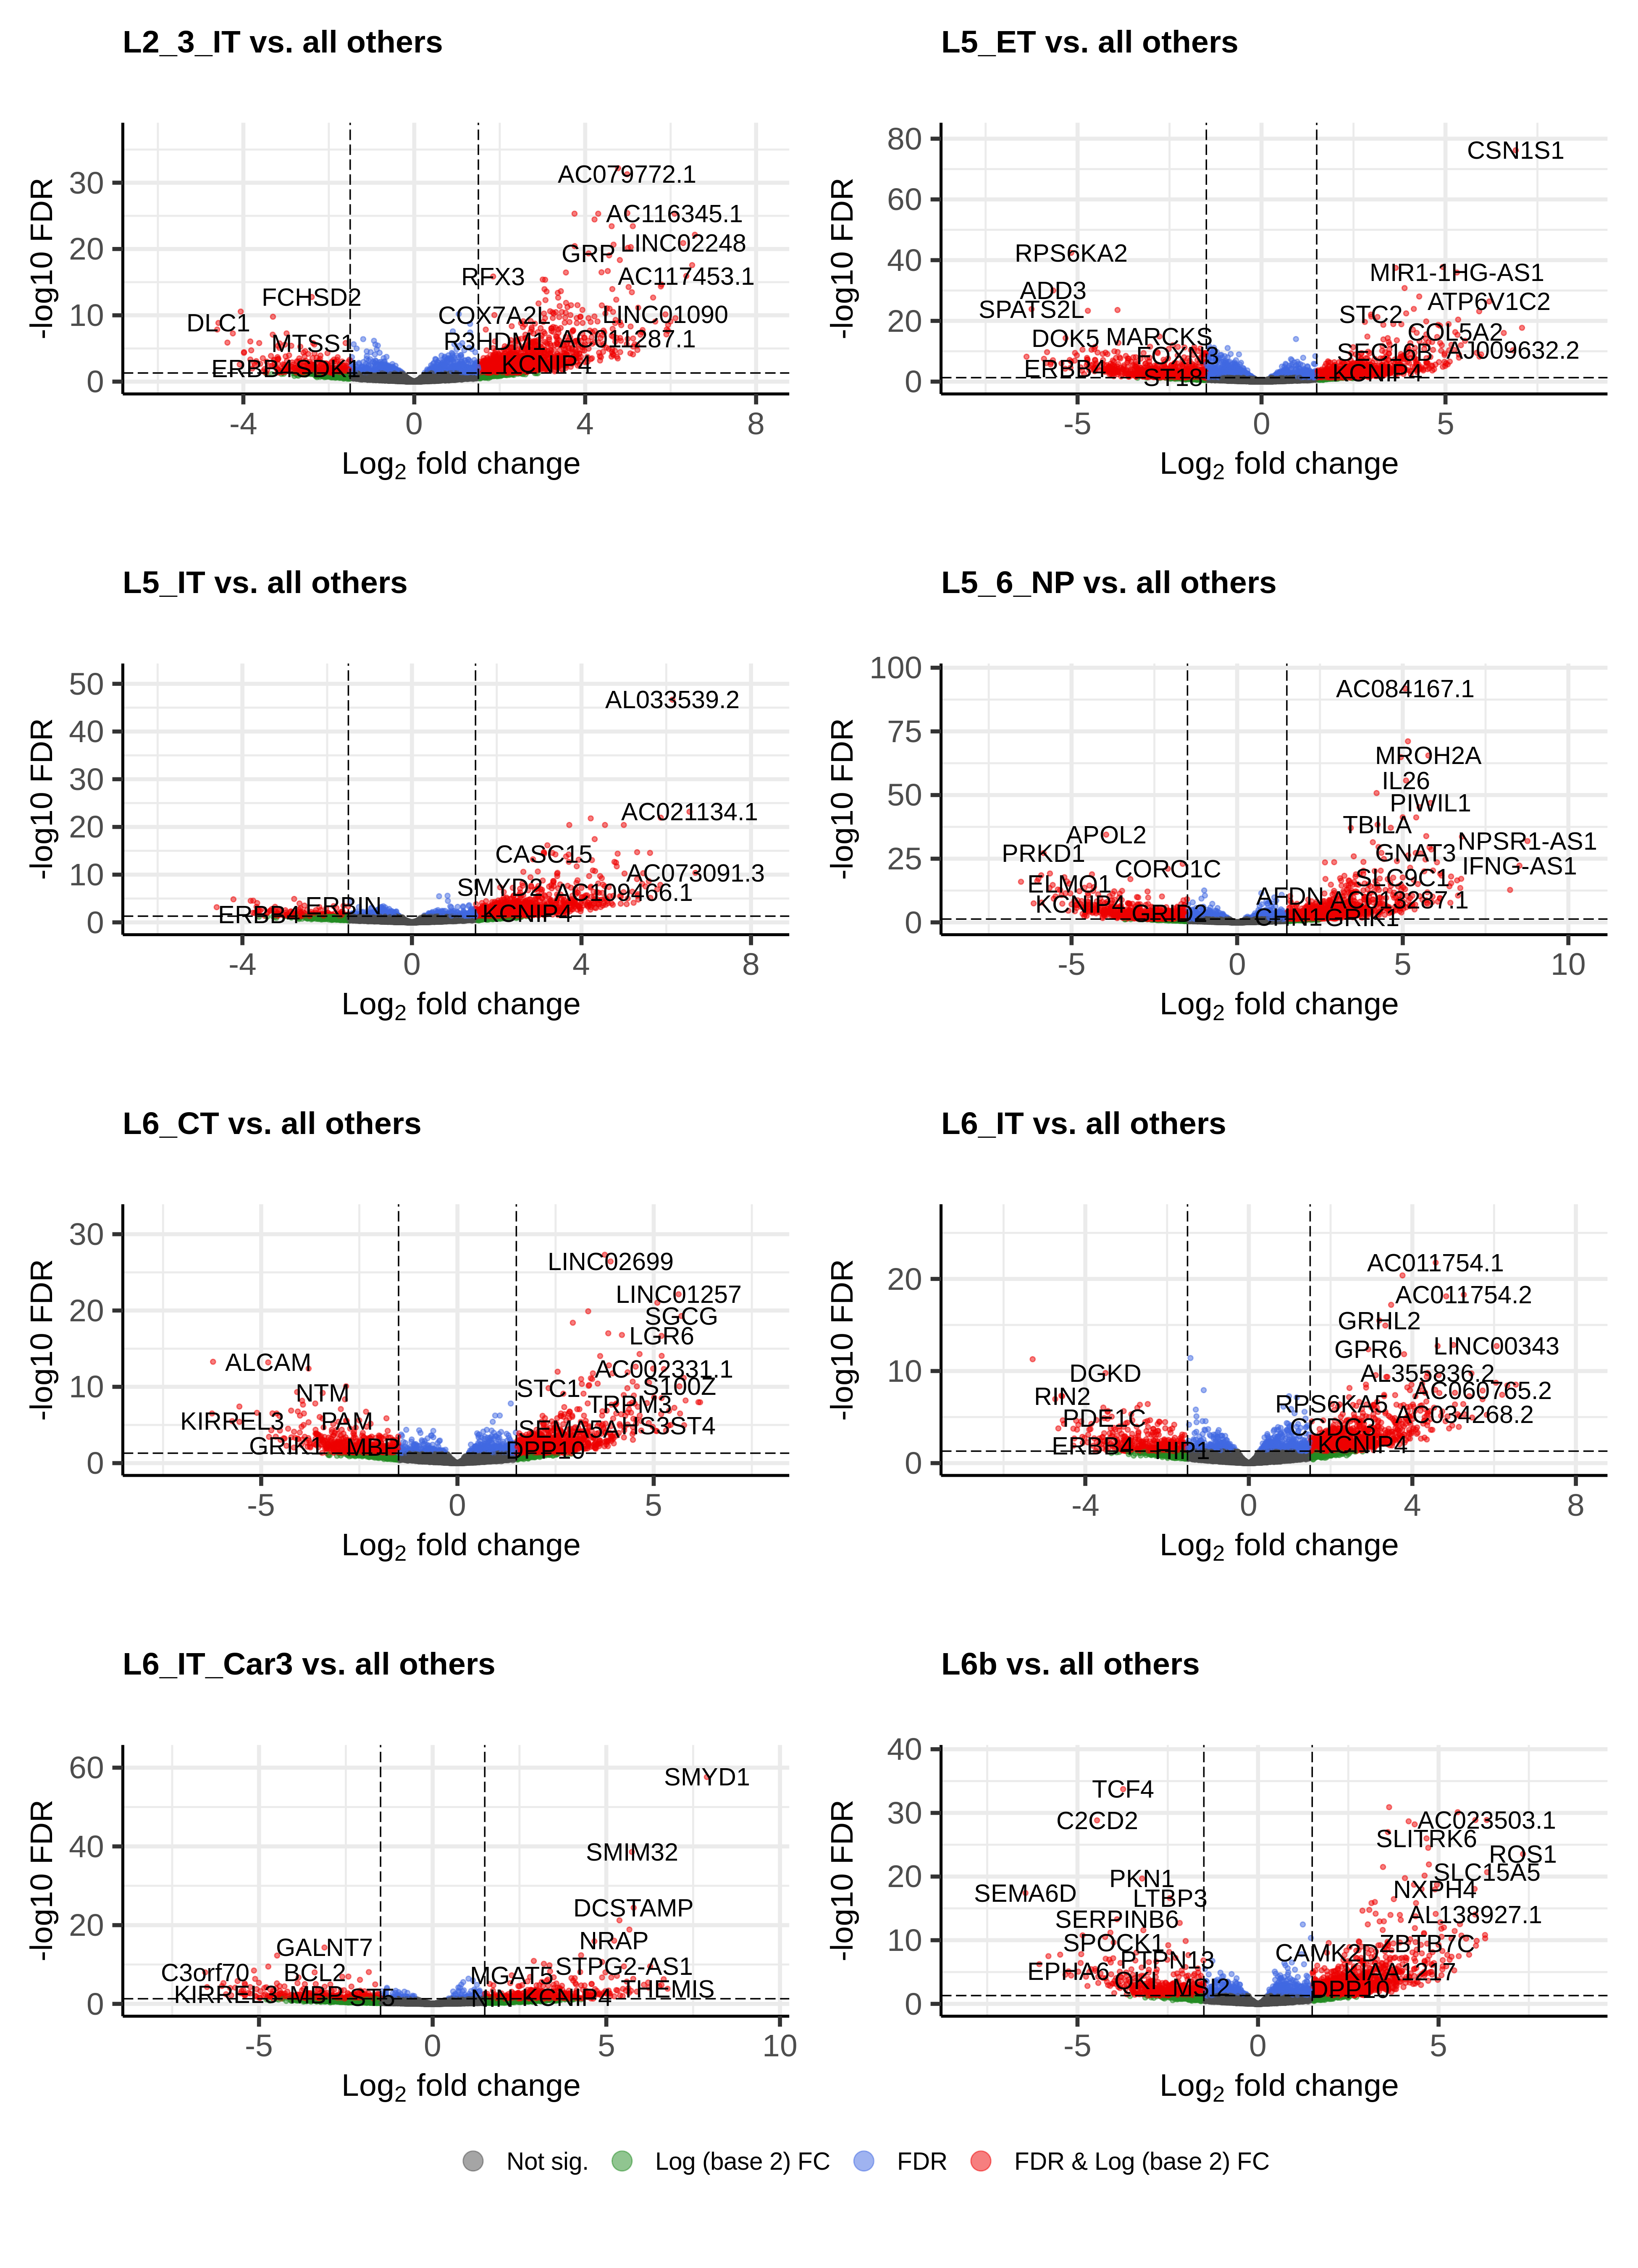 L2_3_IT vs. all others
-log10 FDR
30
20
10
0
AC079772.1
AC116345.1
LINC02248
GRP
RFX3
AC117453.1
FCHSD2
COX7A2L
LINC01090
DLC1
MTSS1
R3HDM1
AC011287.1
ERBB4
SDK1
KCNIP4
-4
0
4
8
Log2 fold change
L5_ET vs. all others
-log10 FDR
80
60
40
20
0
CSN1S1
RPS6KA2
MIR1-1HG-AS1
ADD3
SPATS2L
ATP6V1C2
STC2
DOK5
MARCKS
COL5A2
FOXN3
SEC16B
AJ009632.2
ERBB4
ST18
KCNIP4
-5
0
5
Log2 fold change
L5_IT vs. all others
-log10 FDR
50
40
30
20
10
0
AL033539.2
AC021134.1
CASC15
AC073091.3
SMYD2
AC109466.1
ERBIN
ERBB4
KCNIP4
-4
0
4
8
Log2 fold change
L5_6_NP vs. all others
-log10 FDR
100
75
50
25
0
AC084167.1
MROH2A
IL26
PIWIL1
TBILA
APOL2
NPSR1-AS1
PRKD1
GNAT3
CORO1C
IFNG-AS1
ELMO1
SLC9C1
KCNIP4
AFDN
AC013287.1
GRID2
CHN1
GRIK1
-5
0
5
10
Log2 fold change
L6_CT vs. all others
-log10 FDR
30
20
10
0
LINC02699
LINC01257
SGCG
LGR6
ALCAM
AC002331.1
NTM
STC1
S100Z
TRPM3
KIRREL3
PAM
SEMA5A
HS3ST4
GRIK1
MBP
DPP10
-5
0
5
Log2 fold change
L6_IT vs. all others
-log10 FDR
20
10
0
AC011754.1
AC011754.2
GRHL2
GPR6
LINC00343
DGKD
AL355836.2
RIN2
AC060765.2
RPS6KA5
PDE1C
AC034268.2
CCDC3
ERBB4
HIP1
KCNIP4
-4
0
4
8
Log2 fold change
L6_IT_Car3 vs. all others
-log10 FDR
60
40
20
0
SMYD1
SMIM32
DCSTAMP
NRAP
GALNT7
STPG2-AS1
C3orf70
BCL2
MGAT5
THEMIS
KIRREL3
MBP
ST5
NIN
KCNIP4
-5
0
5
10
Log2 fold change
L6b vs. all others
-log10 FDR
40
30
20
10
0
TCF4
C2CD2
AC023503.1
SLITRK6
ROS1
PKN1
SLC15A5
SEMA6D
LTBP3
NXPH4
SERPINB6
AL138927.1
SPOCK1
ZBTB7C
PTPN13
CAMK2D
EPHA6
QKI
KIAA1217
MSI2
DPP10
-5
0
5
Log2 fold change
Not sig.
Log (base 2) FC
FDR
FDR & Log (base 2) FC